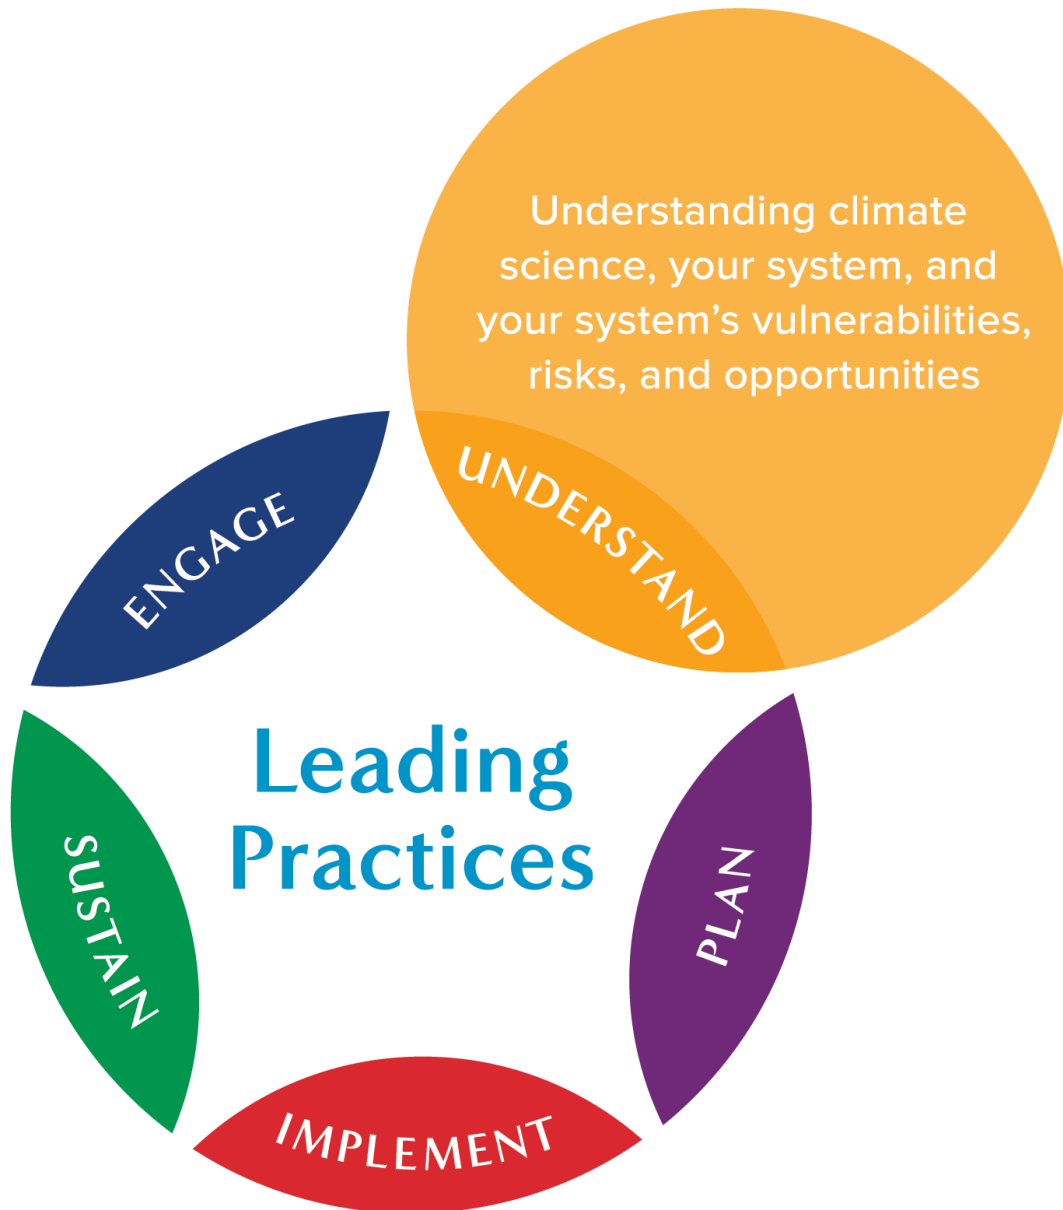 Understanding climate
science, your system, and
your system’s vulnerabilities,
risks, and opportunities
UNDERSTAND
ENGAGE
Leading
Practices
PLAN
SUSTAIN
IMPLEMENT